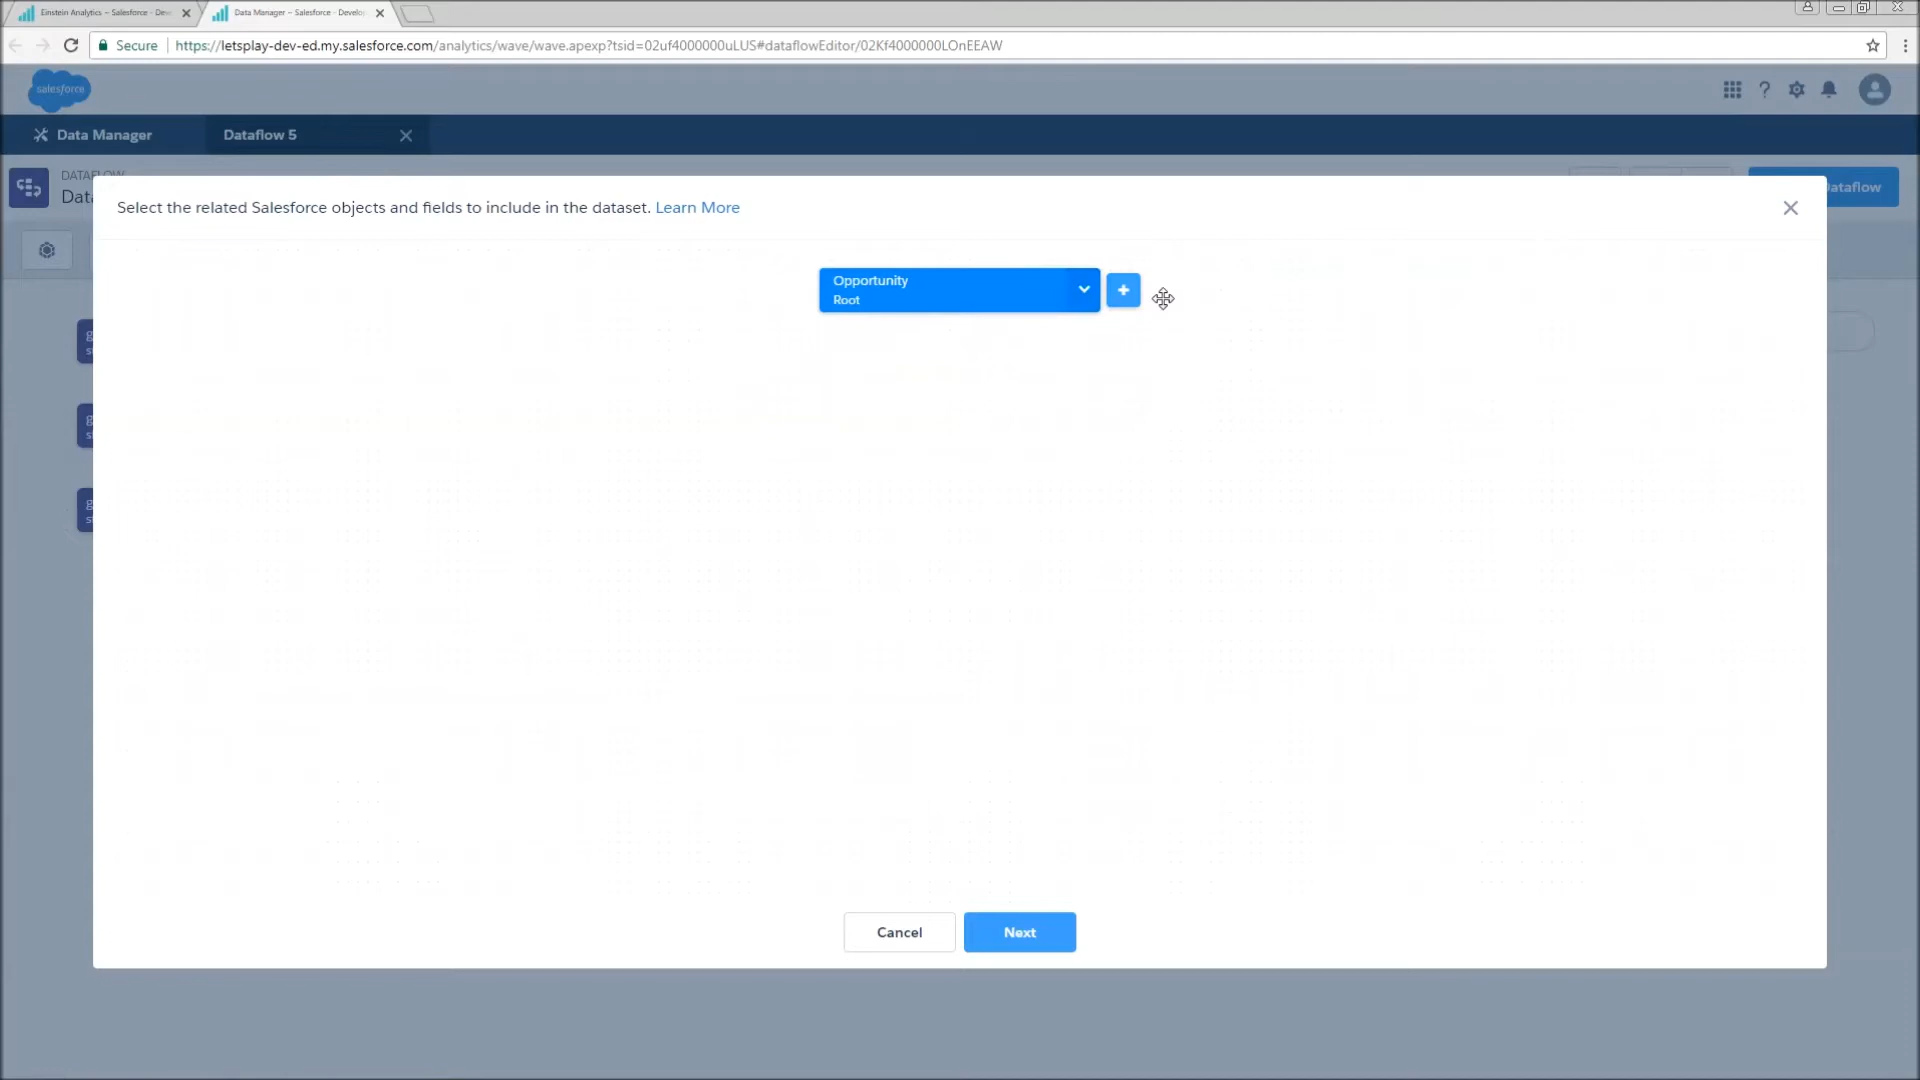 Einstein Analytics – Salesforce - Deve
Data Manager – Salesforce - Develo
Secure
https://letsplay-dev-ed.my.salesforce.com/analytics/wave/wave.apexp?tsid=02uf4000000uLUS#dataflowEditor/02Kf4000000LOnEEAW
salesforce
Data Manager
Dataflow 5
DATAFLOW
Dat
Dataflow
Select the related Salesforce objects and fields to include in the dataset. Learn More
Opportunity
Root
g
s
g
s
g
s
Cancel
Next